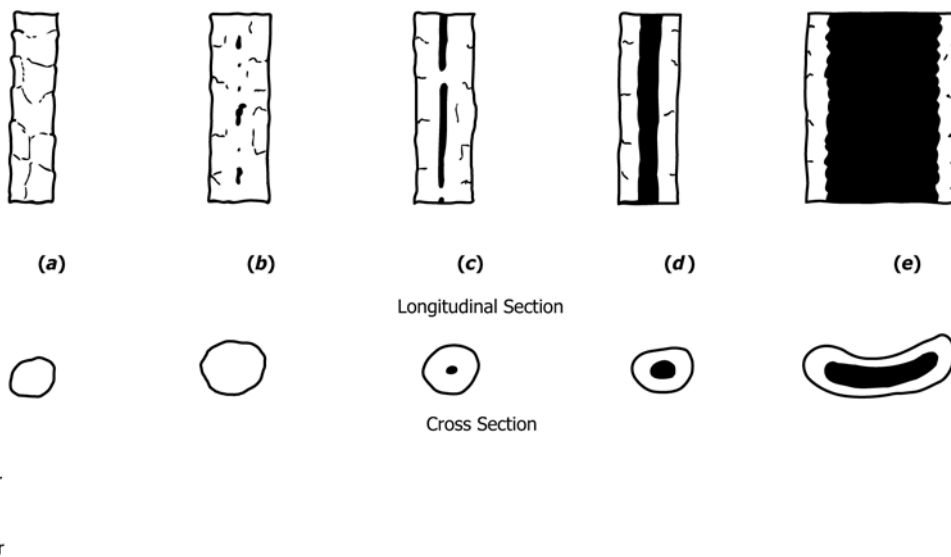 (a) (b) (c) (d) (e)
Longitudinal Section
Cross Section
r